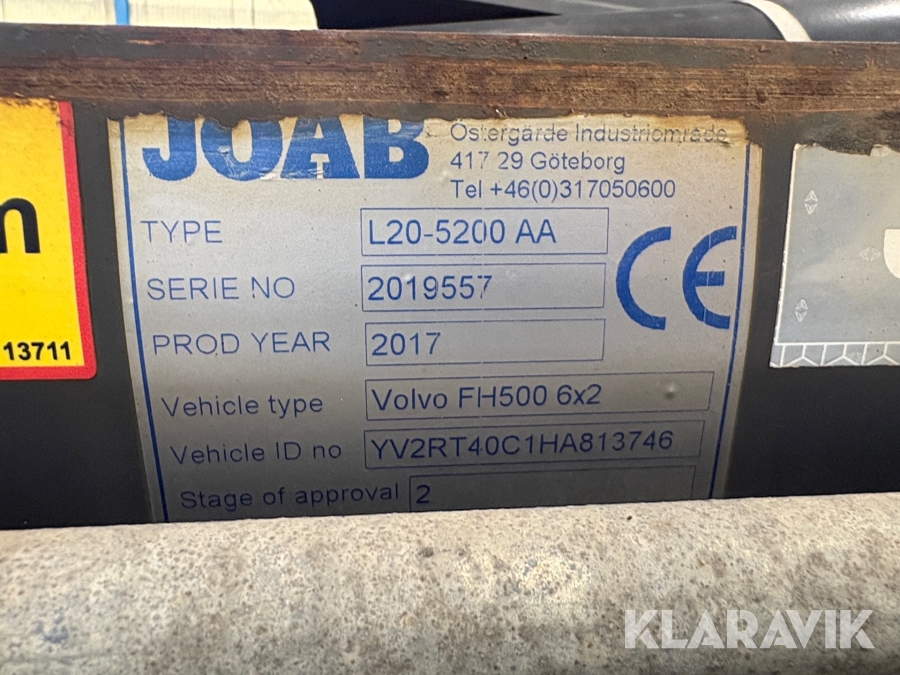 JOAB
Östergärde Industriområde
417 29 Göteborg
Tel +46(0)317050600
TYPE L20-5200 AA
SERIE NO 2019557
PROD YEAR 2017
Vehicle type Volvo FH500 6x2
Vehicle ID no YV2RT40C1HA813746
Stage of approval 2
CE
m
13711
KLARAVIK